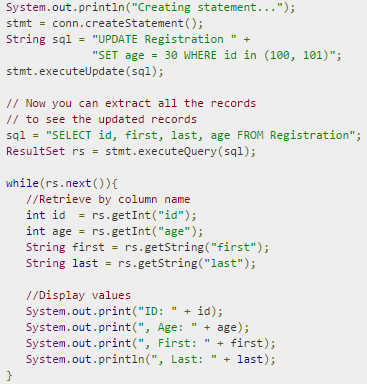 System.out.println("Creating statement...");
stmt = conn.createStatement();
String sql = "UPDATE Registration " +
"SET age = 30 WHERE id in (100, 101)";
stmt.executeUpdate(sql);
// Now you can extract all the records
// to see the updated records
sql = "SELECT id, first, last, age FROM Registration";
ResultSet rs = stmt.executeQuery(sql);
while(rs.next()){
//Retrieve by column name
int id  = rs.getInt("id");
int age = rs.getInt("age");
String first = rs.getString("first");
String last = rs.getString("last");
//Display values
System.out.print("ID: " + id);
System.out.print(", Age: " + age);
System.out.print(", First: " + first);
System.out.println(", Last: " + last);
}